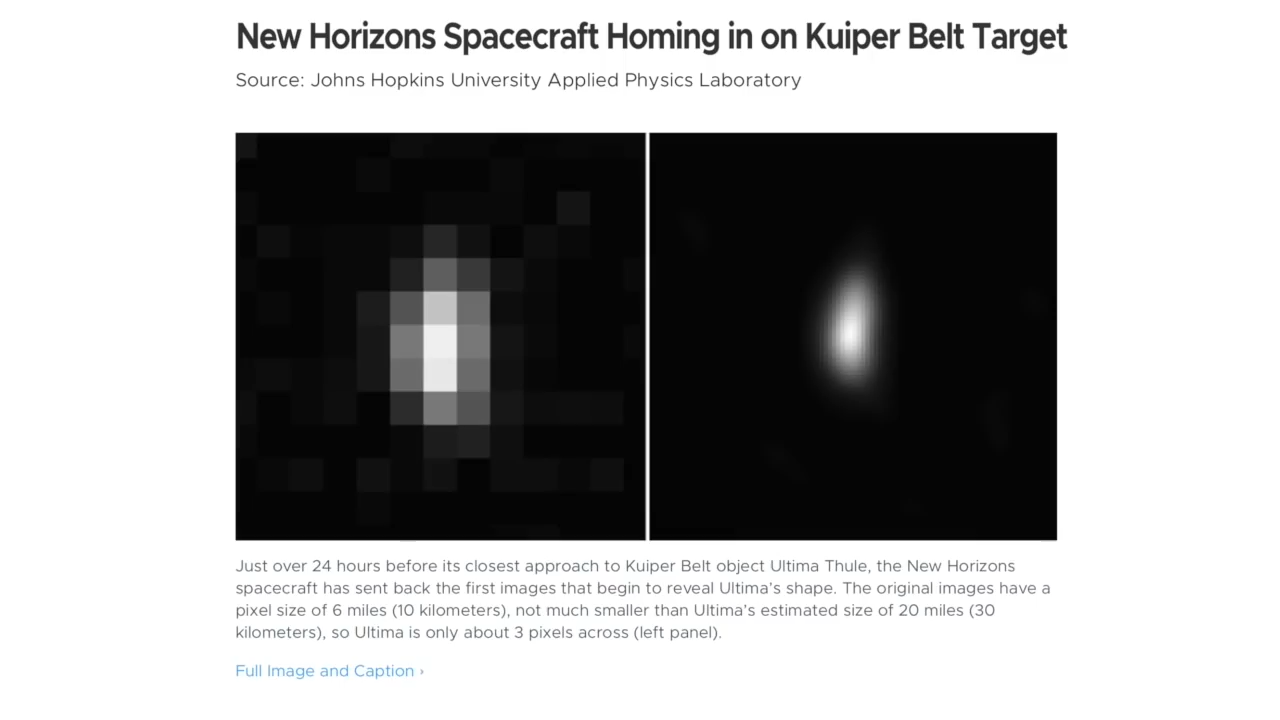 New Horizons Spacecraft Homing in on Kuiper Belt Target
Source: Johns Hopkins University Applied Physics Laboratory
Just over 24 hours before its closest approach to Kuiper Belt object Ultima Thule, the New Horizons
spacecraft has sent back the first images that begin to reveal Ultima's shape. The original images have a
pixel size of 6 miles (10 kilometers), not much smaller than Ultima's estimated size of 20 miles (30
kilometers), so Ultima is only about 3 pixels across (left panel).
Full Image and Caption ›